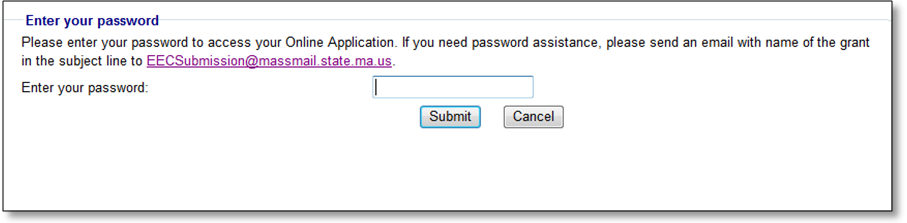 Enter your password
Please enter your password to access your Online Application. If you need password assistance, please send an email with name of the grant
in the subject line to EECSubmission@massmail.state.ma.us.
Enter your password:
Submit Cancel